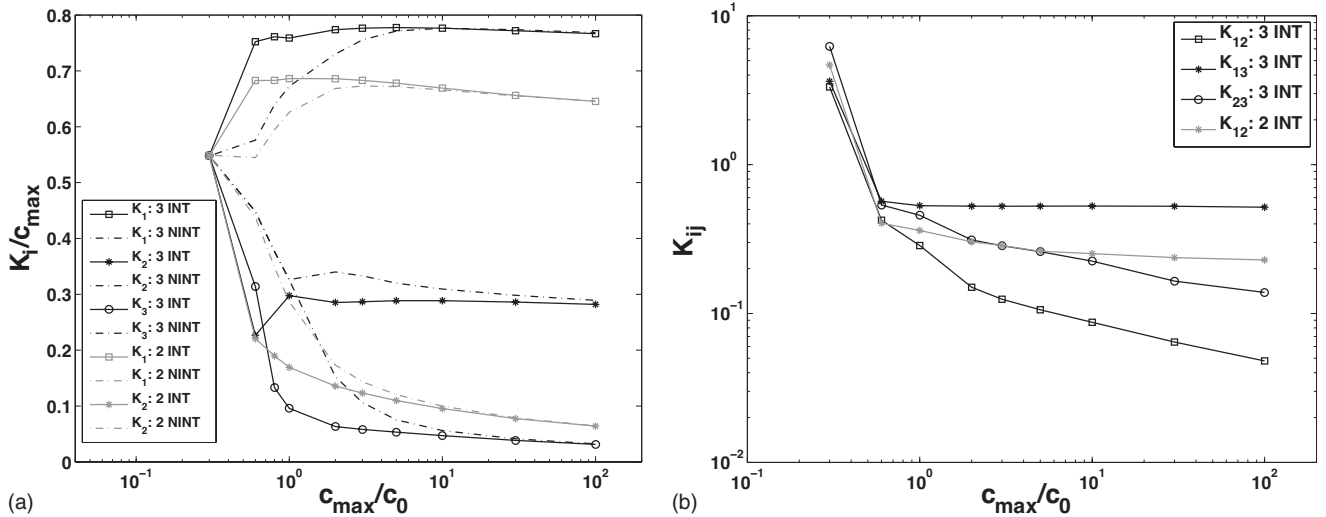 0.8
0.7
0.6
0.5
0.4
0.3
0.2
0.1
0
K_i/c_max
K_1: 3 INT
K_1: 3 NINT
K_2: 3 INT
K_2: 3 NINT
K_3: 3 INT
K_3: 3 NINT
K_1: 2 INT
K_1: 2 NINT
K_2: 2 INT
K_2: 2 NINT
10^-1
10^0
10^1
10^2
c_max/c_0
(a)
10^1
10^0
10^-1
10^-2
K_ij
K_12: 3 INT
K_13: 3 INT
K_23: 3 INT
K_12: 2 INT
10^-1
10^0
10^1
10^2
c_max/c_0
(b)